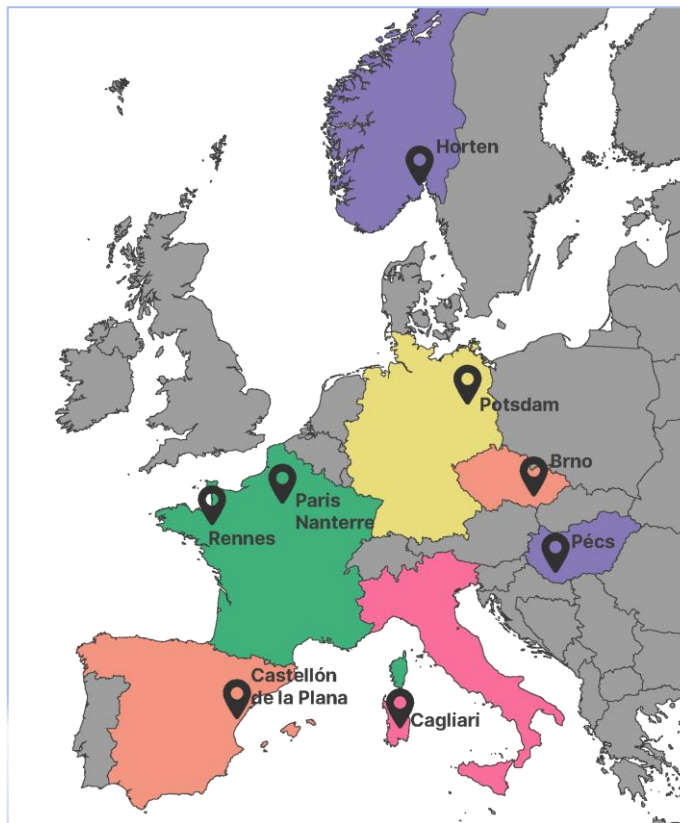 Horten
Potsdam
Brno
Paris
Nanterre
Rennes
Pécs
Castellón
de la Plana
Cagliari